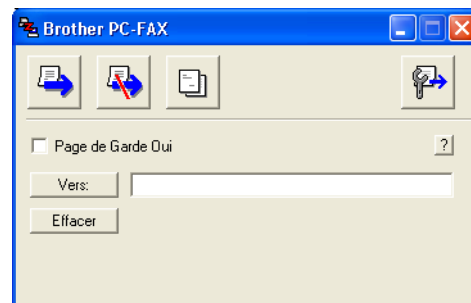 Brother PC-FAX
Page de Garde Oui
?
Vers:
Effacer